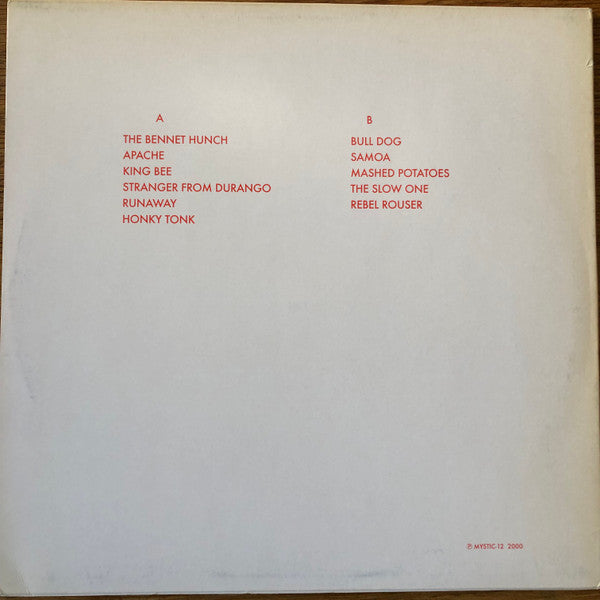 A
THE BENNET HUNCH
APACHE
KING BEE
STRANGER FROM DURANGO
RUNAWAY
HONKY TONK
B
BULL DOG
SAMOA
MASHED POTATOES
THE SLOW ONE
REBEL ROUSER
℗ MYSTIC-12 2000